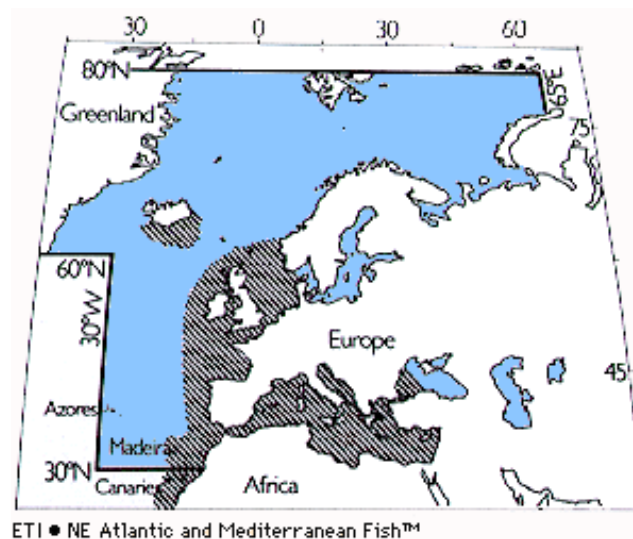 30 0 30 60
80°N
65°E
Greenland
75
60°N
30°W
Europe
45
Azores
Madeira
30°N
Canaries
Africa
ETI ● NE Atlantic and Mediterranean Fish™